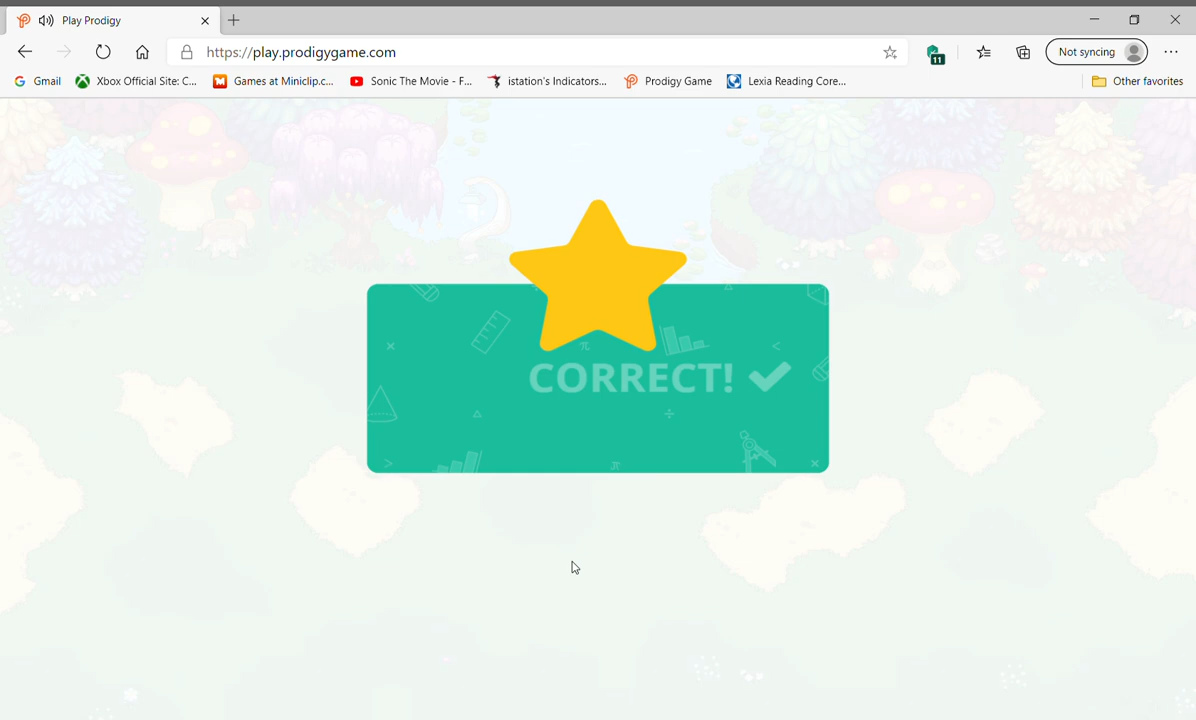 Play Prodigy
https://play.prodigygame.com
11
Not syncing
Gmail
Xbox Official Site: C...
Games at Miniclip.c...
Sonic The Movie - F...
istation's Indicators...
Prodigy Game
Lexia Reading Core...
Other favorites
CORRECT!